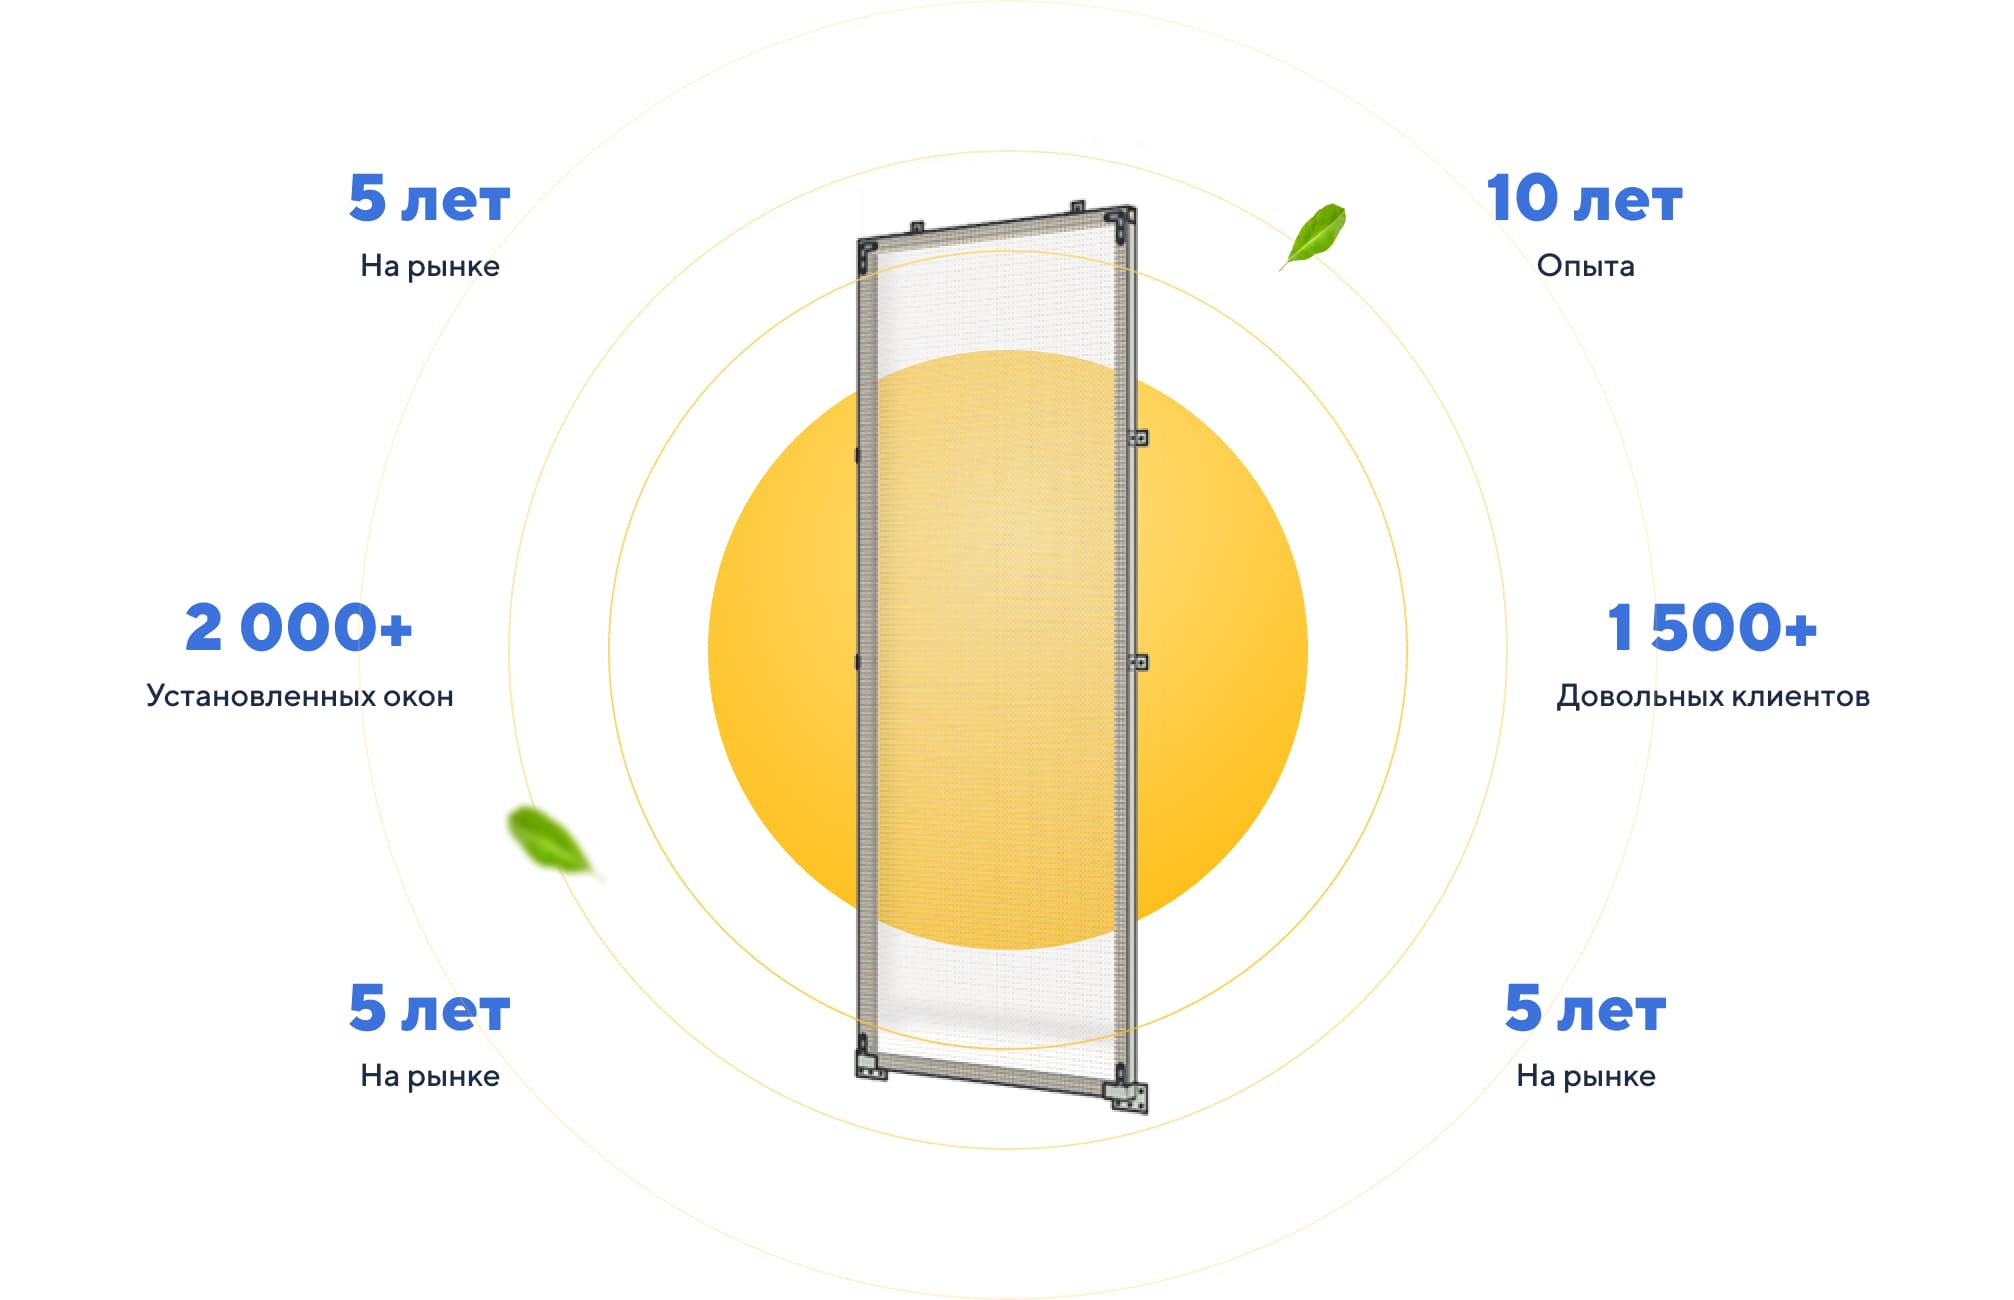 5 лет
На рынке
10 лет
Опыта
2 000+
Установленных окон
1 500+
Довольных клиентов
5 лет
На рынке
5 лет
На рынке